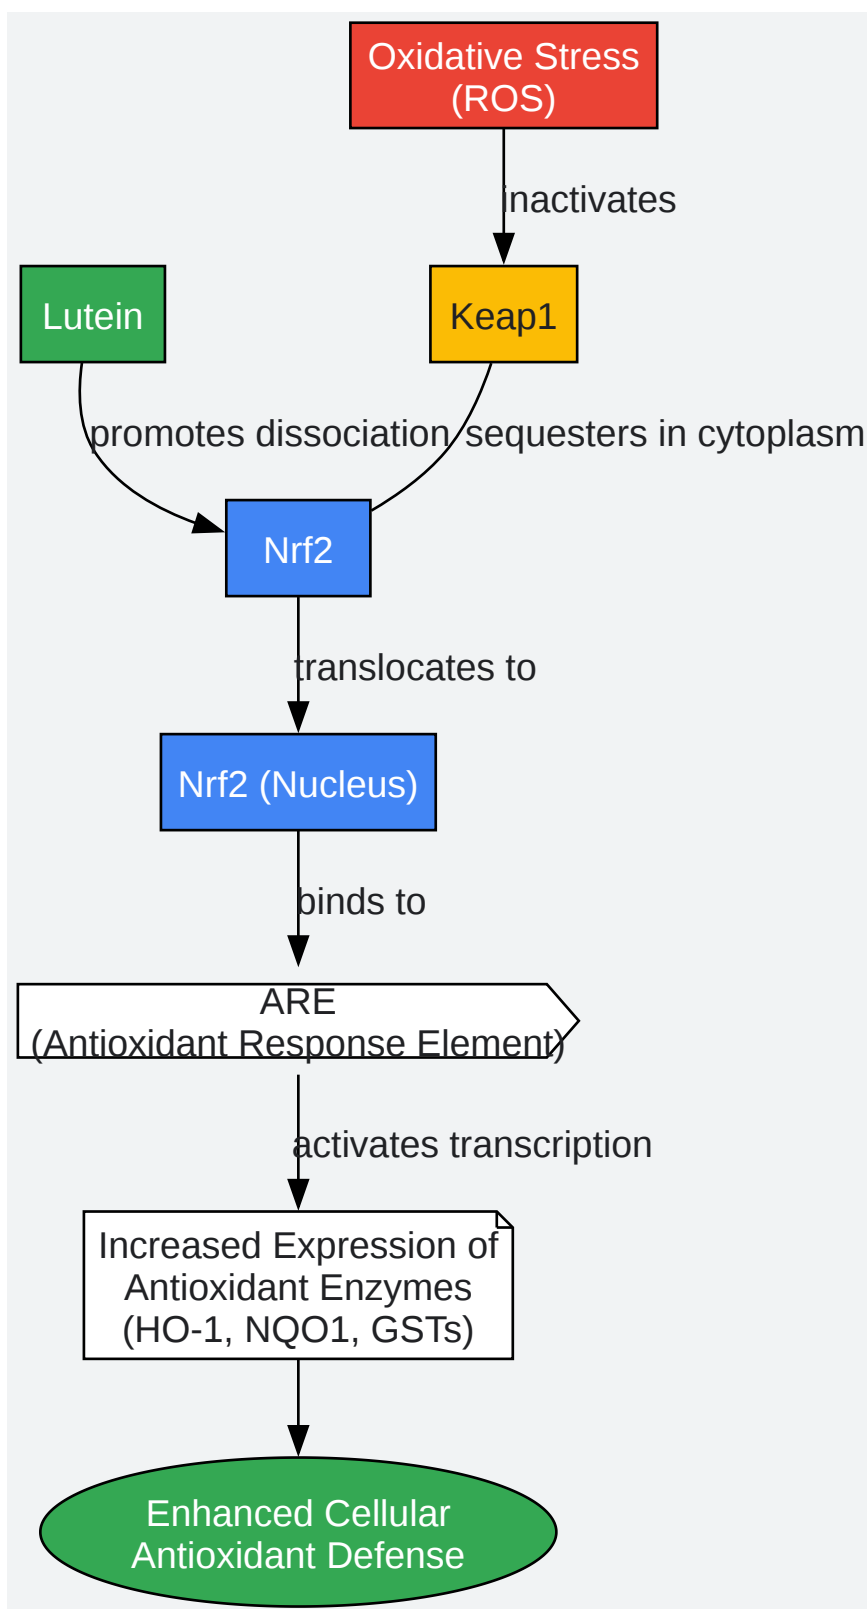 Oxidative Stress
(ROS)
inactivates
Lutein
Keap1
promotes dissociation
sequesters in cytoplasm
Nrf2
translocates to
Nrf2 (Nucleus)
binds to
ARE
(Antioxidant Response Element)
activates transcription
Increased Expression of
Antioxidant Enzymes
(HO-1, NQO1, GSTs)
Enhanced Cellular
Antioxidant Defense